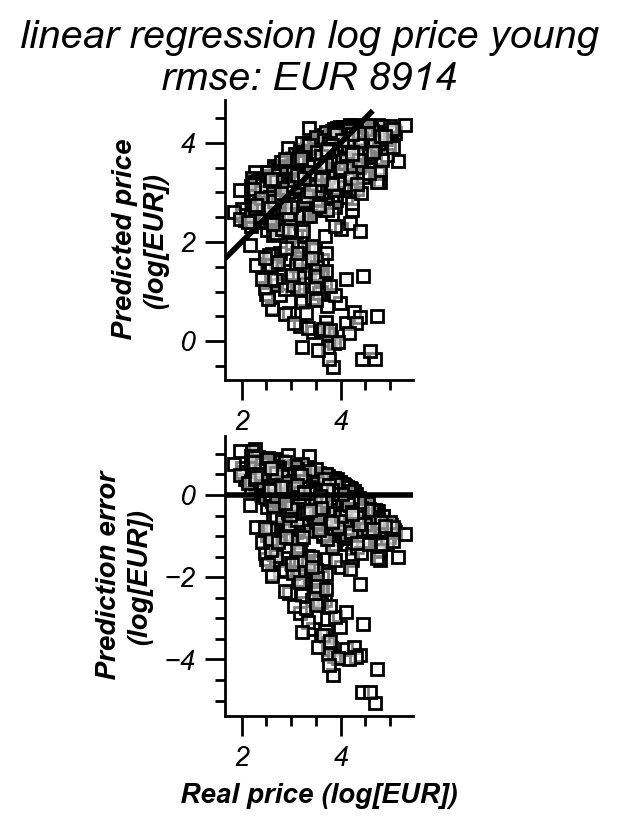 linear regression log price young
rmse: EUR 8914
Predicted price
(log[EUR])
4
2
0
2
4
Prediction error
(log[EUR])
0
−2
−4
2
4
Real price (log[EUR])